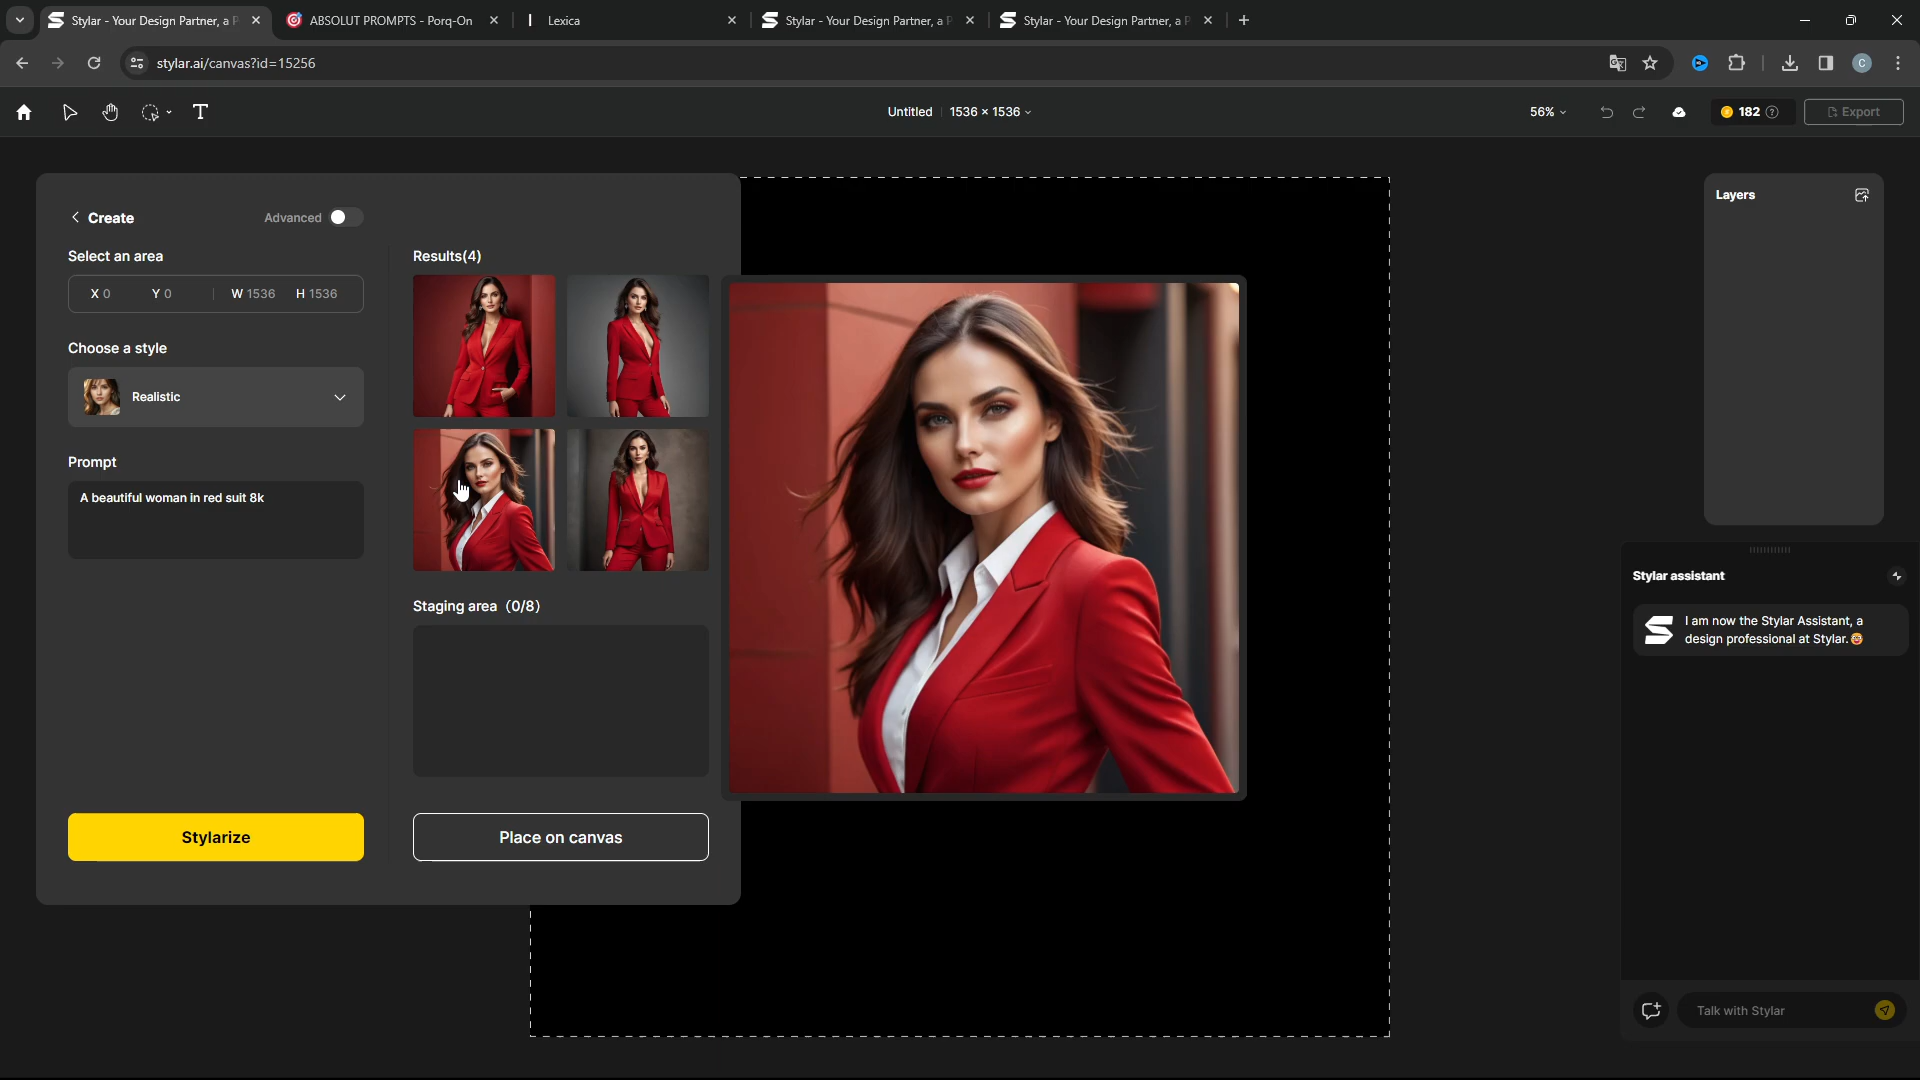 Stylar - Your Design Partner, a P
ABSOLUT PROMPTS - Porq-On
Lexica
Stylar - Your Design Partner, a P
Stylar - Your Design Partner, a P
stylar.ai/canvas?id=15256
C
T
Untitled
1536 × 1536
56%
182
Export
Create
Advanced
Select an area
X 0
Y 0
W 1536
H 1536
Choose a style
Realistic
Prompt
A beautiful woman in red suit 8k
Stylarize
Results(4)
Staging area (0/8)
Place on canvas
Layers
Stylar assistant
I am now the Stylar Assistant, a
design professional at Stylar.🤓
Talk with Stylar